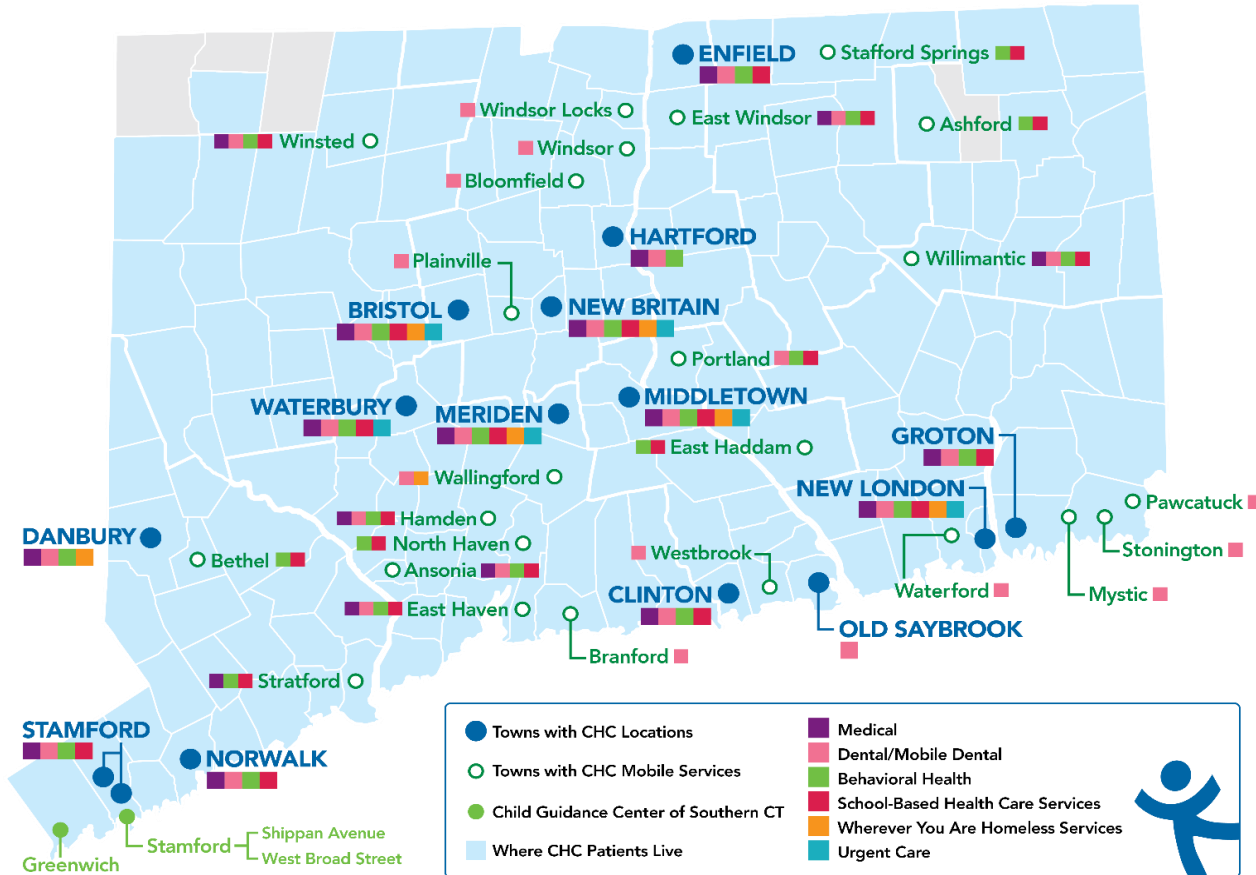 ENFIELD
Stafford Springs
Windsor Locks
East Windsor
Ashford
Winsted
Windsor
Bloomfield
HARTFORD
Plainville
Willimantic
BRISTOL
NEW BRITAIN
Portland
WATERBURY
MERIDEN
MIDDLETOWN
East Haddam
GROTON
Wallingford
NEW LONDON
Hamden
Pawcatuck
DANBURY
North Haven
Stonington
Bethel
Ansonia
Westbrook
Waterford
Mystic
East Haven
CLINTON
OLD SAYBROOK
Branford
Stratford
STAMFORD
NORWALK
Greenwich
Stamford
Shippan Avenue
West Broad Street
Towns with CHC Locations
Towns with CHC Mobile Services
Child Guidance Center of Southern CT
Where CHC Patients Live
Medical
Dental/Mobile Dental
Behavioral Health
School-Based Health Care Services
Wherever You Are Homeless Services
Urgent Care